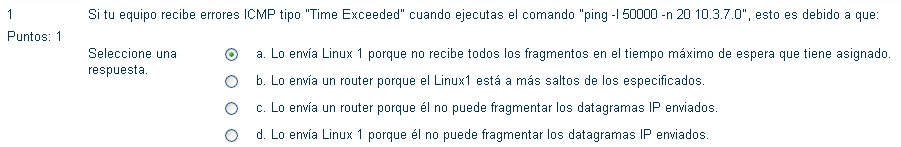 1
Si tu equipo recibe errores ICMP tipo "Time Exceeded" cuando ejecutas el comando "ping -l 50000 -n 20 10.3.7.0", esto es debido a que:
Puntos: 1
Seleccione una respuesta.
a. Lo envía Linux 1 porque no recibe todos los fragmentos en el tiempo máximo de espera que tiene asignado.
b. Lo envía un router porque el Linux1 está a más saltos de los especificados.
c. Lo envía un router porque él no puede fragmentar los datagramas IP enviados.
d. Lo envía Linux 1 porque él no puede fragmentar los datagramas IP enviados.